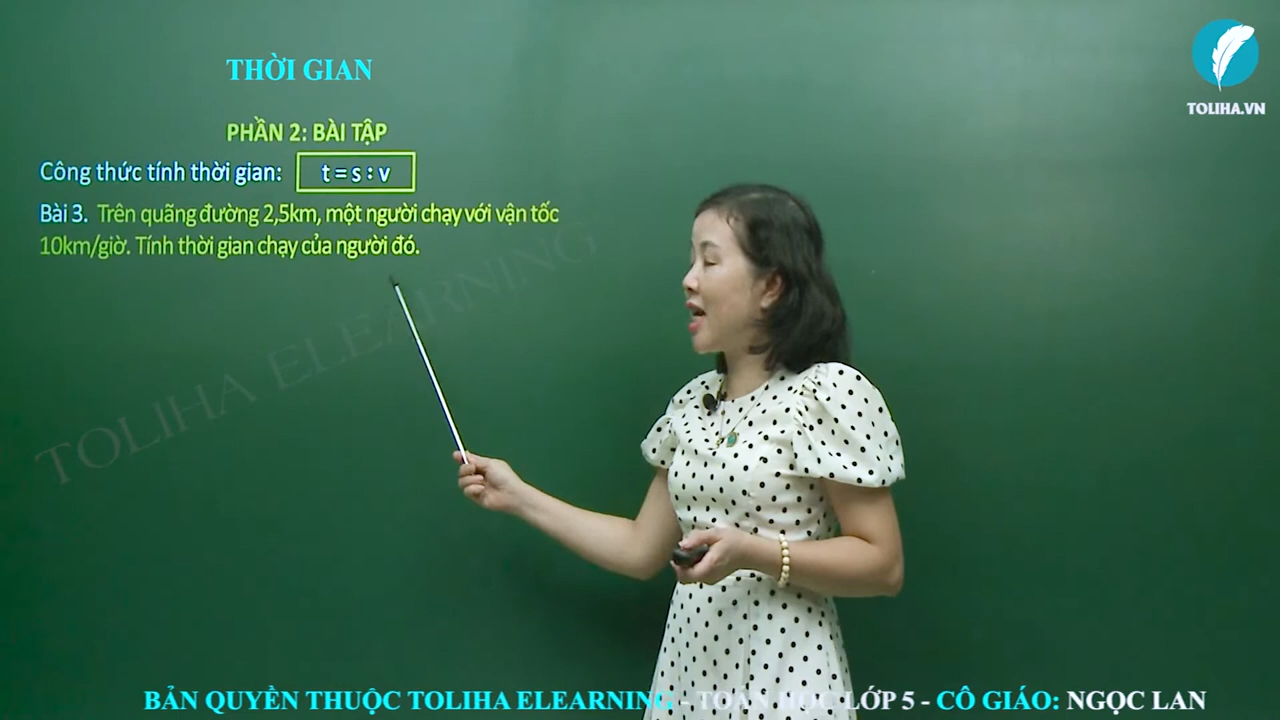 THỜI GIAN
TOLIHA.VN
PHẦN 2: BÀI TẬP
Công thức tính thời gian: t = s : v
Bài 3. Trên quãng đường 2,5km, một người chạy với vận tốc
10km/giờ. Tính thời gian chạy của người đó.
TOLIHA ELEARNING
BẢN QUYỀN THUỘC TOLIHA ELEARNING - TOÁN HỌC LỚP 5 - CÔ GIÁO: NGỌC LAN